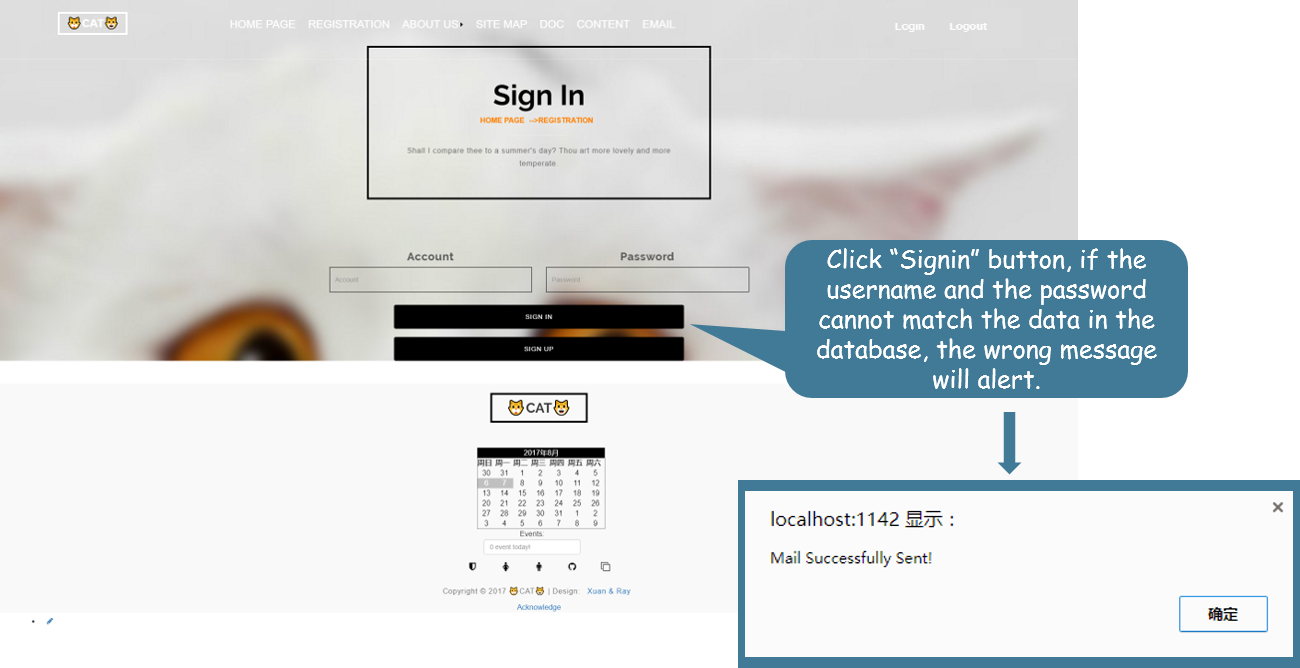 CAT
HOME PAGE REGISTRATION ABOUT US SITE MAP DOC CONTENT EMAIL
Login Logout
Sign In
HOME PAGE -->REGISTRATION
Shall I compare thee to a summer's day? Thou art more lovely and more
temperate.
Account Password
Account Password
SIGN IN
SIGN UP
Click “Signin” button, if the
username and the password
cannot match the data in the
database, the wrong message
will alert.
CAT
2017年8月
周日 周一 周二 周三 周四 周五 周六
30 31 1 2 3 4 5
6 7 8 9 10 11 12
13 14 15 16 17 18 19
20 21 22 23 24 25 26
27 28 29 30 31 1 2
3 4 5 6 7 8 9
Events:
0 event today!
Copyright © 2017 CAT | Design: Xuan & Ray
Acknowledge
localhost:1142 显示：
Mail Successfully Sent!
确定